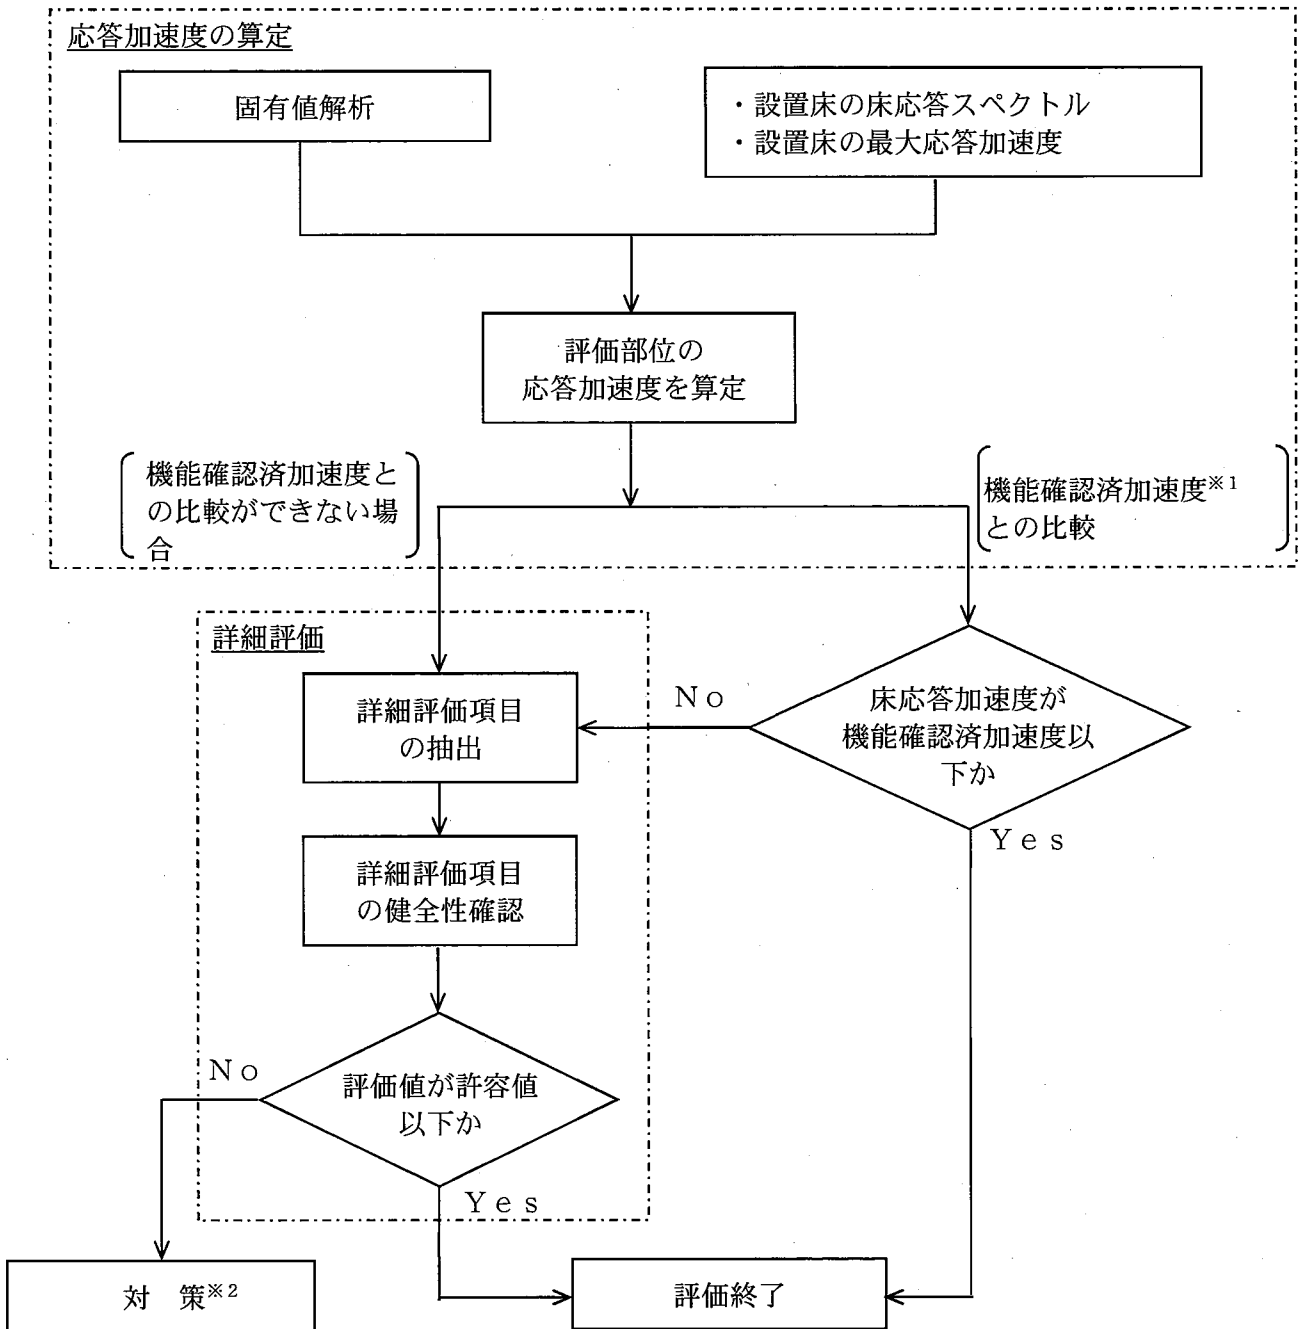 応答加速度の算定
固有値解析
・設置床の床応答スペクトル
・設置床の最大応答加速度
評価部位の
応答加速度を算定
機能確認済加速度と
の比較ができない場
合
機能確認済加速度※1
との比較
詳細評価
詳細評価項目
の抽出
No
床応答加速度が
機能確認済加速度以
下か
Yes
詳細評価項目
の健全性確認
No
評価値が許容値
以下か
Yes
対　策※2
評価終了